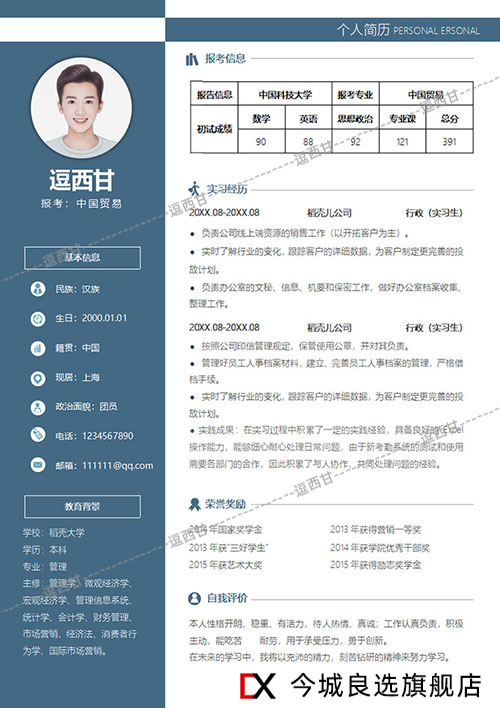 个人简历 PERSONAL ERSONAL
逗西甘
报考：中国贸易
基本信息
民族：汉族
生日：2000.01.01
籍贯：中国
现居：上海
政治面貌：团员
电话：1234567890
邮箱：111111@qq.com
教育背景
学校：稻壳大学
学历：本科
专业：管理
主修：管理学、微观经济学、
宏观经济学、管理信息系统、
统计学、会计学、财务管理、
市场营销、经济法、消费者行
为学、国际市场营销。
报考信息
报告信息 中国科技大学 报考专业 中国贸易
初试成绩 数学 英语 思想政治 专业课 总分
90 88 92 121 391
实习经历
20XX.08-20XX.08 稻壳儿公司 行政（实习生）
● 负责公司线上端资源的销售工作（以开拓客户为主）。
● 实时了解行业的变化，跟踪客户的详细数据，为客户制定更完善的投
放计划。
● 负责办公室的文秘、信息、机要和保密工作，做好办公室档案收集、
整理工作。
20XX.08-20XX.08 稻壳儿公司 行政（实习生）
● 按照公司印信管理规定，保管使用公章，并对其负责。
● 管理好员工人事档案材料，建立、完善员工人事档案的管理，严格借
档手续。
● 实时了解行业的变化，跟踪客户的详细数据，为客户制定更完善的投
放计划。
● 实践成果：在实习过程中积累了一定的实践经验，具备良好的 Excel
操作能力，能够细心耐心处理日常问题，由于新考勤系统的测试和使用
需要各部门的合作，因此积累了与人协作，共同处理问题的经验。
荣誉奖励
2014 年国家奖学金 2013 年获得营销一等奖
2013 年获“三好学生” 2014 年获学院优秀干部奖
2015 年获艺术大奖 2015 年获得励志奖学金
自我评价
本人性格开朗、稳重、有活力，待人热情、真诚；工作认真负责，积极
主动，能吃苦 耐劳，用于承受压力，勇于创新。
在未来的学习中，我将以充沛的精力，刻苦钻研的精神来努力学习。
DX 今城良选旗舰店
逗西甘
逗西甘
逗西甘
逗西甘
逗西甘
逗西甘